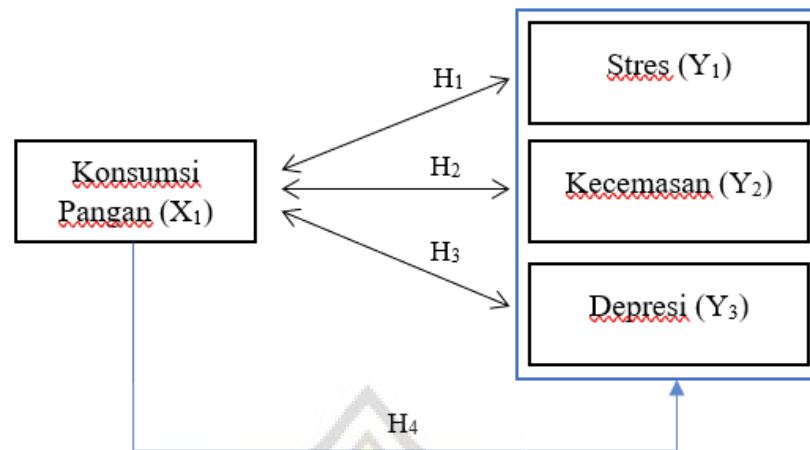 Stres (Y₁)
H₁
Konsumsi
Pangan (X₁)
H₂
Kecemasan (Y₂)
H₃
Depresi (Y₃)
H₄